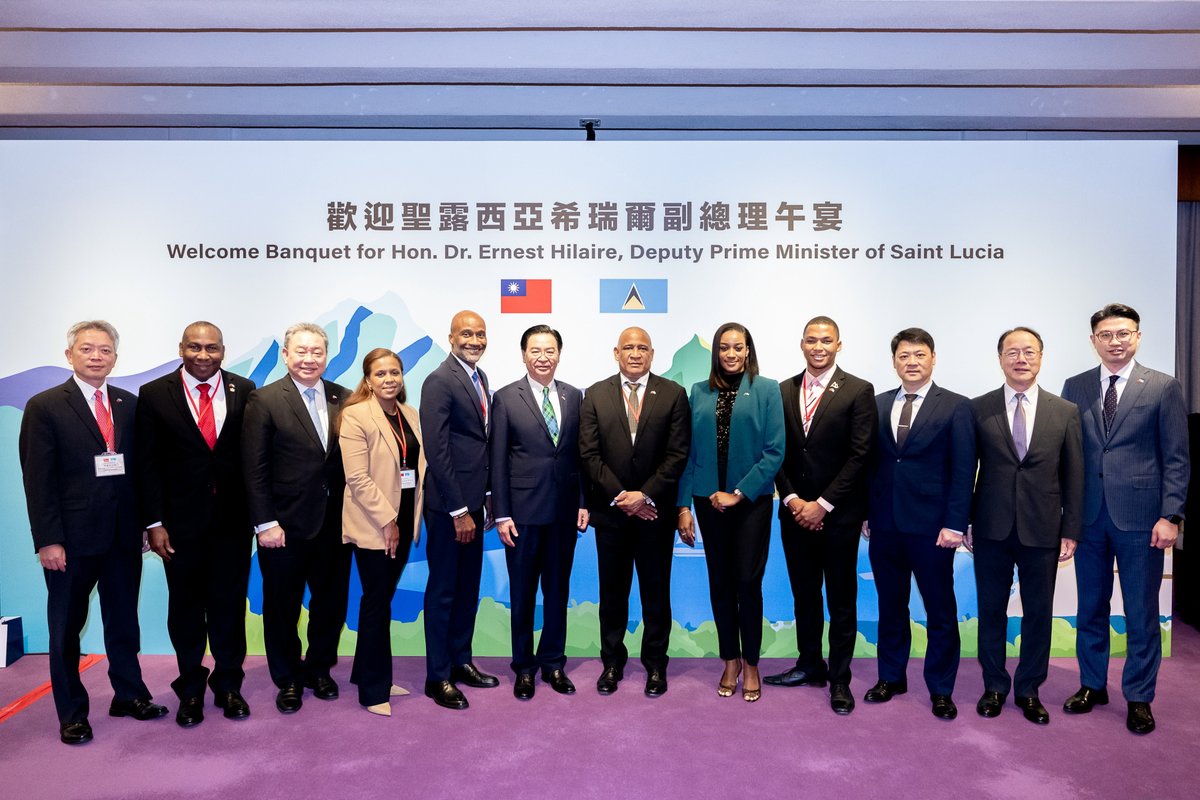 歡迎聖露西亞希瑞爾副總理午宴
Welcome Banquet for Hon. Dr. Ernest Hilaire, Deputy Prime Minister of Saint Lucia